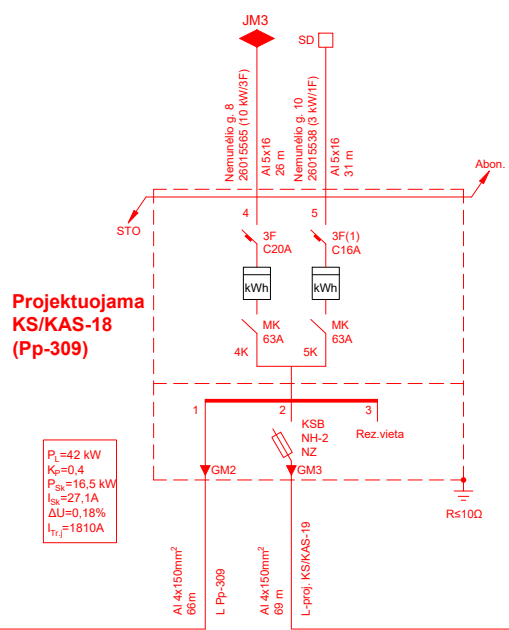 JM3
SD
Nemunėlio g. 8
26015565 (10 kW/3F)
Al 5x16
26 m
Nemunėlio g. 10
26015538 (3 kW/1F)
Al 5x16
31 m
Abon.
STO
4
5
3F
C20A
3F(1)
C16A
kWh
kWh
Projektuojama
KS/KAS-18
(Pp-309)
MK
63A
MK
63A
4K
5K
1
2
3
KSB
NH-2
NZ
Rez.vieta
GM2
GM3
PL=42 kW
KP=0,4
PSk=16,5 kW
ISk=27,1A
ΔU=0,18%
ITr.j=1810A
R≤10Ω
Al 4x150mm²
66m
L Pp-309
Al 4x150mm²
69 m
L-proj. KS/KAS-19